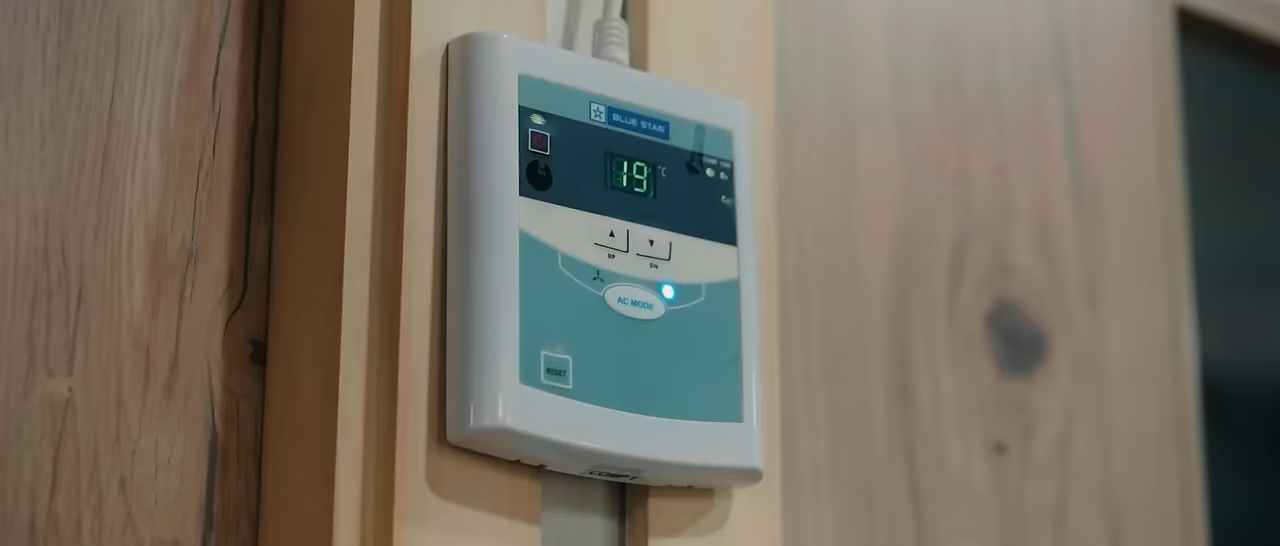 BLUE STAR
19 °C
UP
DN
AC MODE
RESET